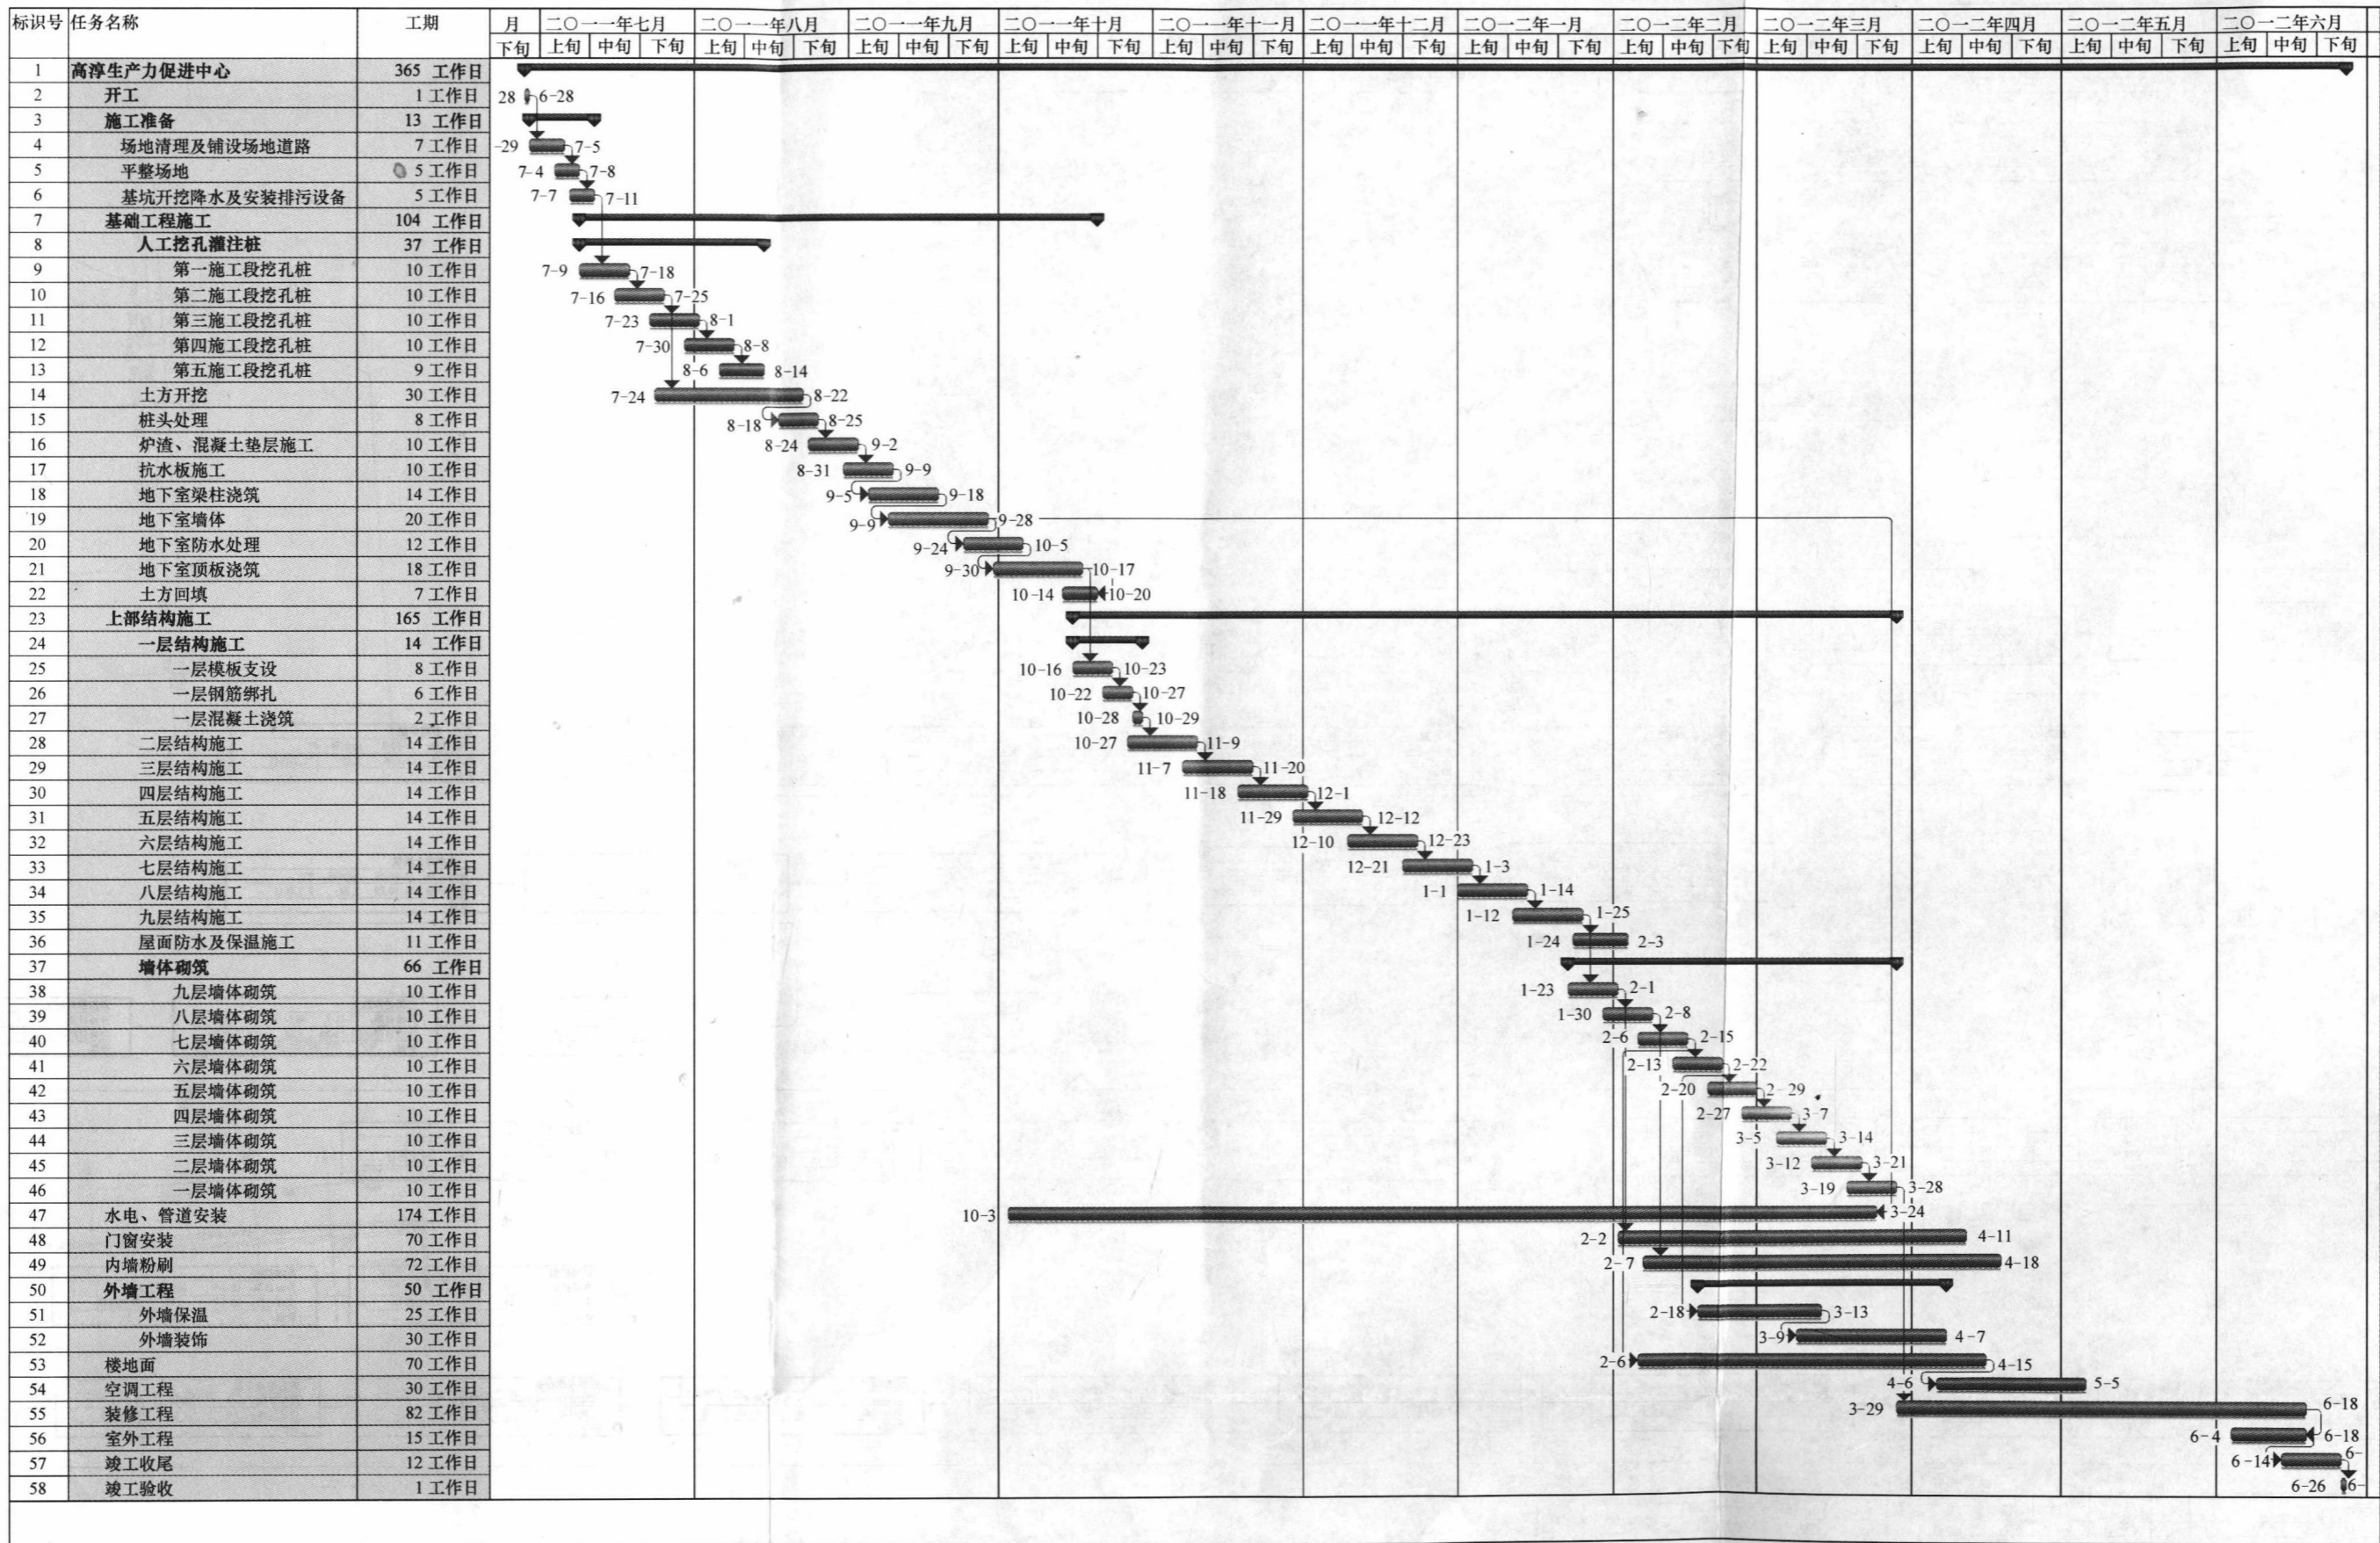 标识号 任务名称 工期 月 二〇一一年七月 二〇一一年八月 二〇一一年九月 二〇一一年十月 二〇一一年十一月 二〇一一年十二月 二〇一二年一月 二〇一二年二月 二〇一二年三月 二〇一二年四月 二〇一二年五月 二〇一二年六月
下旬 上旬 中旬 下旬 上旬 中旬 下旬 上旬 中旬 下旬 上旬 中旬 下旬 上旬 中旬 下旬 上旬 中旬 下旬 上旬 中旬 下旬 上旬 中旬 下旬 上旬 中旬 下旬 上旬 中旬 下旬 上旬 中旬 下旬 上旬 中旬 下旬
1 高淳生产力促进中心 365 工作日
2 开工 1 工作日 28 6-28
3 施工准备 13 工作日
4 场地清理及铺设场地道路 7 工作日 -29 7-5
5 平整场地 5 工作日 7-4 7-8
6 基坑开挖降水及安装排污设备 5 工作日 7-7 7-11
7 基础工程施工 104 工作日
8 人工挖孔灌注桩 37 工作日
9 第一施工段挖孔桩 10 工作日 7-9 7-18
10 第二施工段挖孔桩 10 工作日 7-16 7-25
11 第三施工段挖孔桩 10 工作日 7-23 8-1
12 第四施工段挖孔桩 10 工作日 7-30 8-8
13 第五施工段挖孔桩 9 工作日 8-6 8-14
14 土方开挖 30 工作日 7-24 8-22
15 桩头处理 8 工作日 8-18 8-25
16 炉渣、混凝土垫层施工 10 工作日 8-24 9-2
17 抗水板施工 10 工作日 8-31 9-9
18 地下室梁柱浇筑 14 工作日 9-5 9-18
19 地下室墙体 20 工作日 9-9 9-28
20 地下室防水处理 12 工作日 9-24 10-5
21 地下室顶板浇筑 18 工作日 9-30 10-17
22 土方回填 7 工作日 10-14 10-20
23 上部结构施工 165 工作日
24 一层结构施工 14 工作日
25 一层模板支设 8 工作日 10-16 10-23
26 一层钢筋绑扎 6 工作日 10-22 10-27
27 一层混凝土浇筑 2 工作日 10-28 10-29
28 二层结构施工 14 工作日 10-27 11-9
29 三层结构施工 14 工作日 11-7 11-20
30 四层结构施工 14 工作日 11-18 12-1
31 五层结构施工 14 工作日 11-29 12-12
32 六层结构施工 14 工作日 12-10 12-23
33 七层结构施工 14 工作日 12-21 1-3
34 八层结构施工 14 工作日 1-1 1-14
35 九层结构施工 14 工作日 1-12 1-25
36 屋面防水及保温施工 11 工作日 1-24 2-3
37 墙体砌筑 66 工作日
38 九层墙体砌筑 10 工作日 1-23 2-1
39 八层墙体砌筑 10 工作日 1-30 2-8
40 七层墙体砌筑 10 工作日 2-6 2-15
41 六层墙体砌筑 10 工作日 2-13 2-22
42 五层墙体砌筑 10 工作日 2-20 2-29
43 四层墙体砌筑 10 工作日 2-27 3-7
44 三层墙体砌筑 10 工作日 3-5 3-14
45 二层墙体砌筑 10 工作日 3-12 3-21
46 一层墙体砌筑 10 工作日 3-19 3-28
47 水电、管道安装 174 工作日 10-3 3-24
48 门窗安装 70 工作日 2-2 4-11
49 内墙粉刷 72 工作日 2-7 4-18
50 外墙工程 50 工作日
51 外墙保温 25 工作日 2-18 3-13
52 外墙装饰 30 工作日 3-9 4-7
53 楼地面 70 工作日 2-6 4-15
54 空调工程 30 工作日 4-6 5-5
55 装修工程 82 工作日 3-29 6-18
56 室外工程 15 工作日 6-4 6-18
57 竣工收尾 12 工作日 6-14 6-
58 竣工验收 1 工作日 6-26 6-